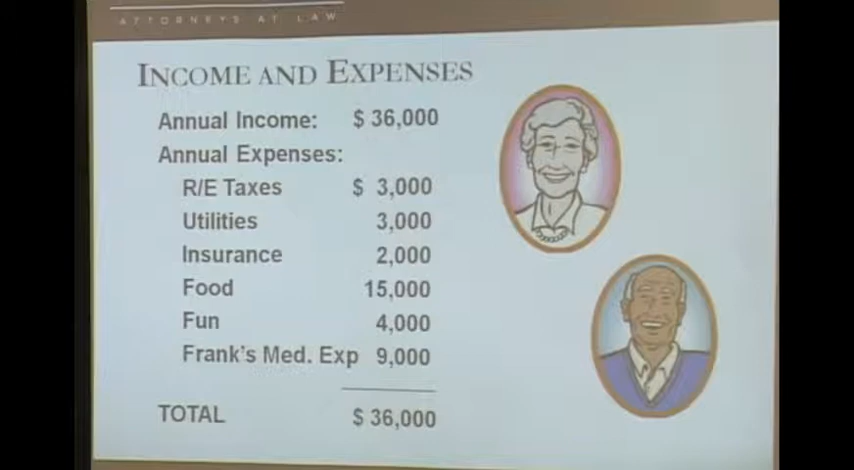 ATTORNEYS AT LAW
INCOME AND EXPENSES
Annual Income: $ 36,000
Annual Expenses:
R/E Taxes $ 3,000
Utilities 3,000
Insurance 2,000
Food 15,000
Fun 4,000
Frank's Med. Exp 9,000
TOTAL $ 36,000